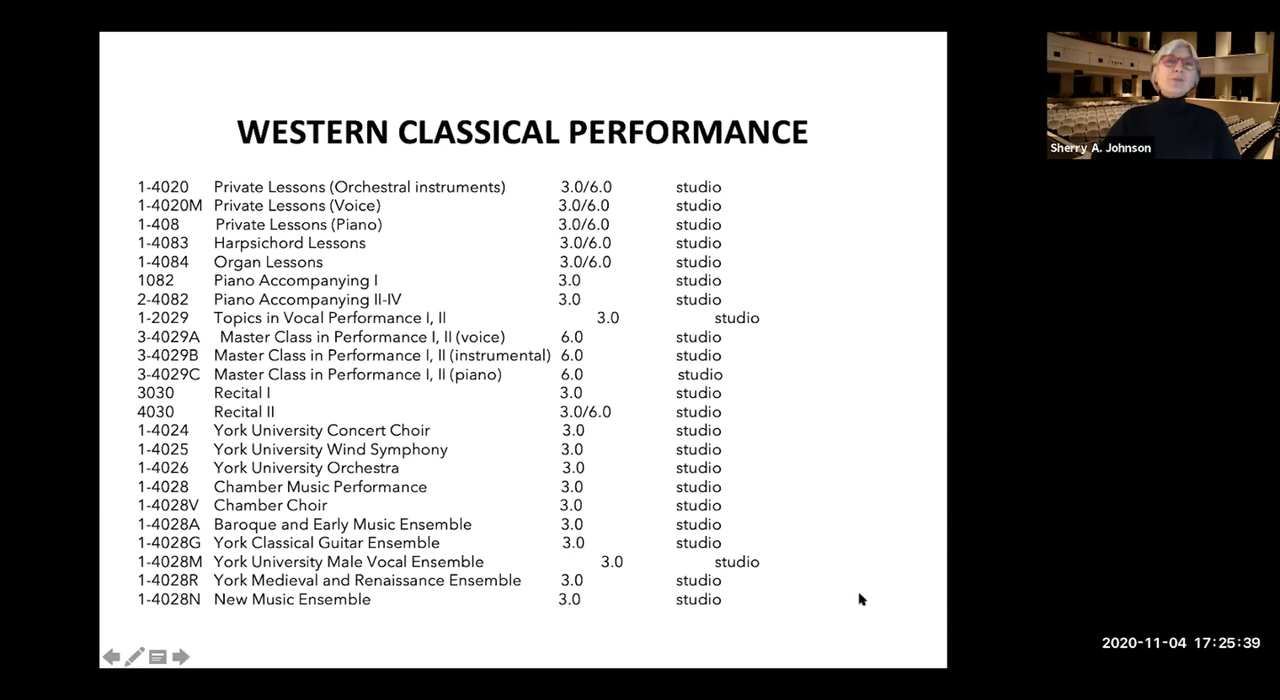 WESTERN CLASSICAL PERFORMANCE
1-4020 Private Lessons (Orchestral instruments) 3.0/6.0 studio
1-4020M Private Lessons (Voice) 3.0/6.0 studio
1-408 Private Lessons (Piano) 3.0/6.0 studio
1-4083 Harpsichord Lessons 3.0/6.0 studio
1-4084 Organ Lessons 3.0/6.0 studio
1082 Piano Accompanying I 3.0 studio
2-4082 Piano Accompanying II-IV 3.0 studio
1-2029 Topics in Vocal Performance I, II 3.0 studio
3-4029A Master Class in Performance I, II (voice) 6.0 studio
3-4029B Master Class in Performance I, II (instrumental) 6.0 studio
3-4029C Master Class in Performance I, II (piano) 6.0 studio
3030 Recital I 3.0 studio
4030 Recital II 3.0/6.0 studio
1-4024 York University Concert Choir 3.0 studio
1-4025 York University Wind Symphony 3.0 studio
1-4026 York University Orchestra 3.0 studio
1-4028 Chamber Music Performance 3.0 studio
1-4028V Chamber Choir 3.0 studio
1-4028A Baroque and Early Music Ensemble 3.0 studio
1-4028G York Classical Guitar Ensemble 3.0 studio
1-4028M York University Male Vocal Ensemble 3.0 studio
1-4028R York Medieval and Renaissance Ensemble 3.0 studio
1-4028N New Music Ensemble 3.0 studio
Sherry A. Johnson
2020-11-04 17:25:39